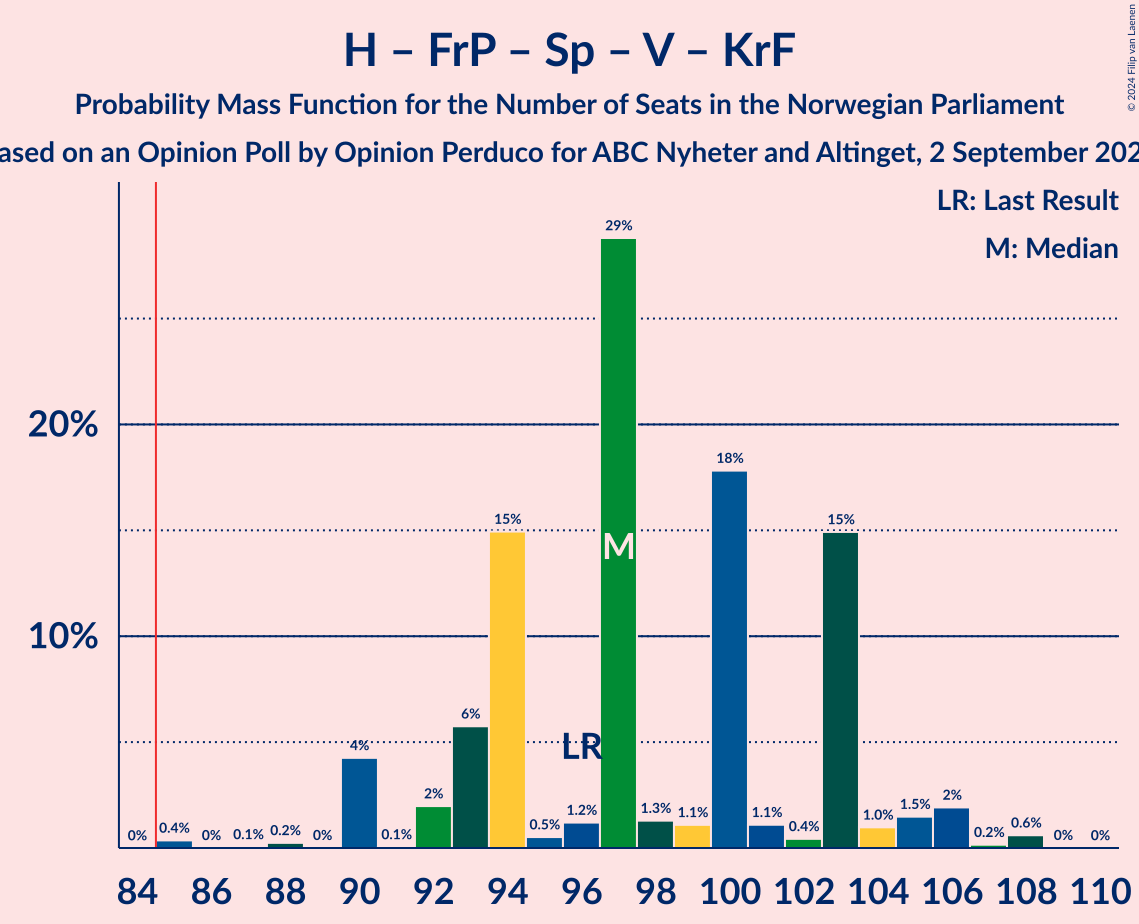 H – FrP – Sp – V – KrF
Probability Mass Function for the Number of Seats in the Norwegian Parliament
ased on an Opinion Poll by Opinion Perduco for ABC Nyheter and Altinget, 2 September 202
© 2024 Filip van Laenen
LR: Last Result
M: Median
20%
10%
0% 0.4% 0% 0.1% 0.2% 0% 4% 0.1% 2% 6% 15% 0.5% 1.2% 29% 1.3% 1.1% 18% 1.1% 0.4% 15% 1.0% 1.5% 2% 0.2% 0.6% 0% 0%
M
LR
84 86 88 90 92 94 96 98 100 102 104 106 108 110